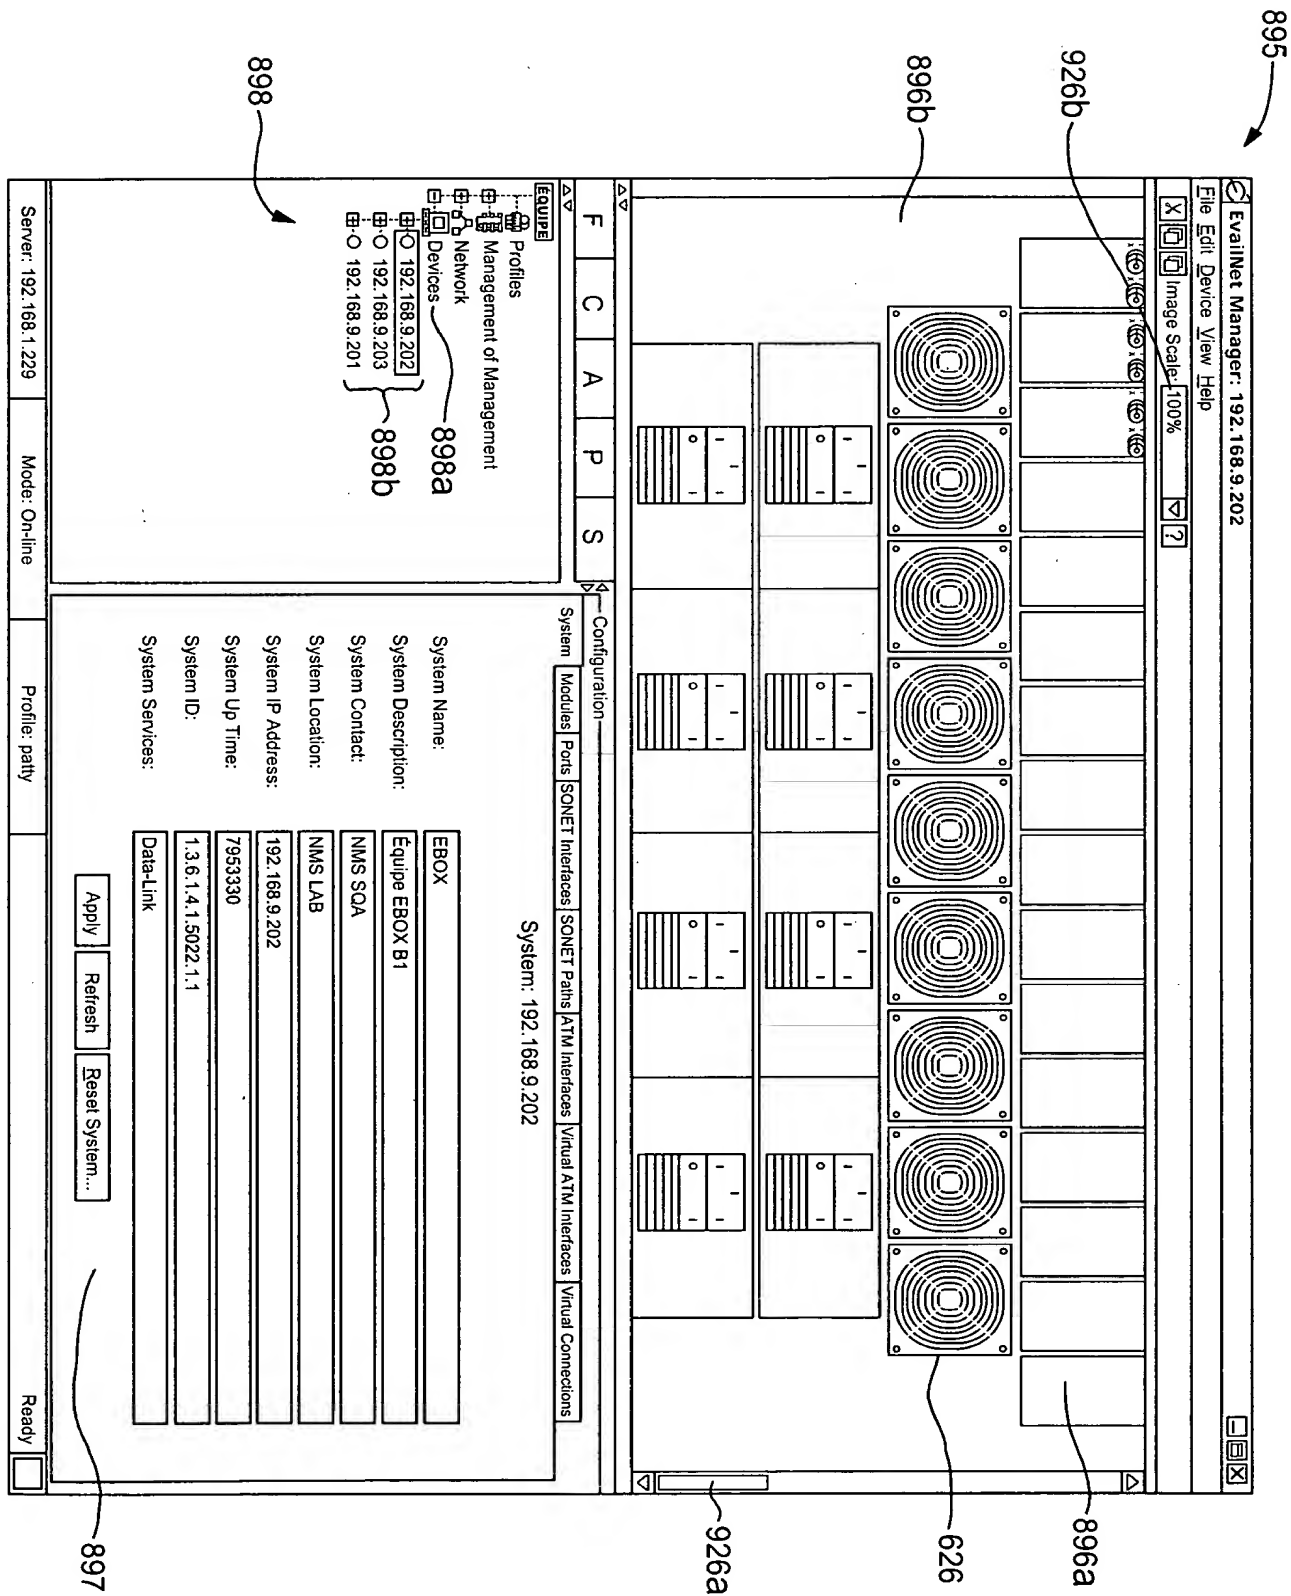 895
EvailNet Manager: 192.168.9.202
File Edit Device View Help
Image Scale: 100%
?
926b
896b
896a
626
926a
F C A P S
ÉQUIPE
Profiles
Management of Management
Network
Devices
192.168.9.202
192.168.9.203
192.168.9.201
898a
898b
898
Configuration
System Modules Ports SONET Interfaces SONET Paths ATM Interfaces Virtual ATM Interfaces Virtual Connections
System: 192.168.9.202
System Name: EBOX
System Description: Équipe EBOX B1
System Contact: NMS SQA
System Location: NMS LAB
System IP Address: 192.168.9.202
System Up Time: 7953330
System ID: 1.3.6.1.4.1.5022.1.1
System Services: Data-Link
Apply Refresh Reset System...
897
Server: 192.168.1.229 Mode: On-line Profile: patty Ready